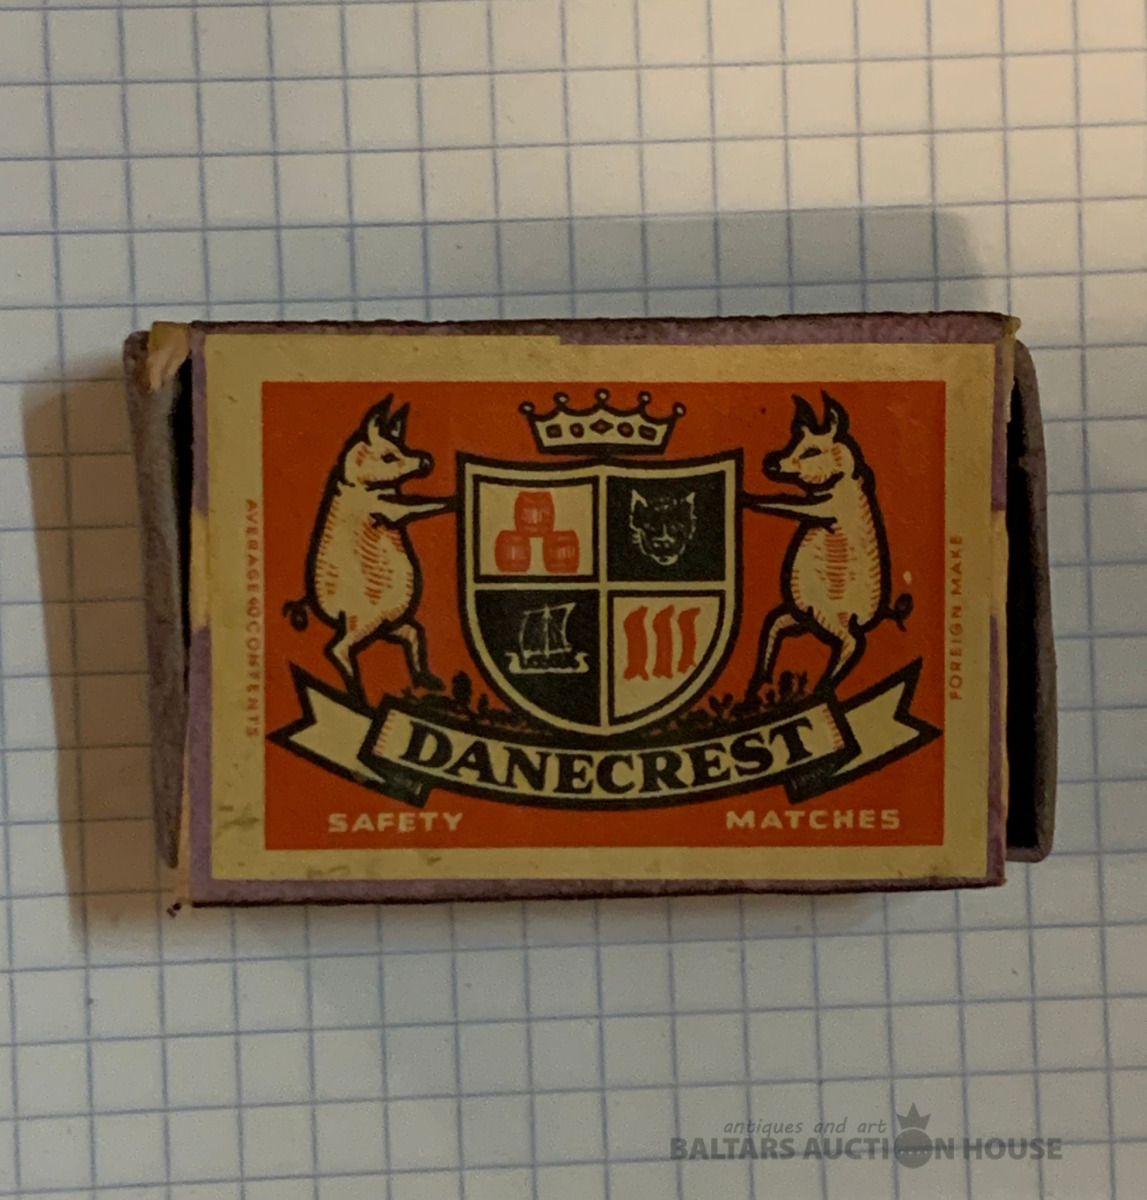 AVERAGE 40 CONTENTS
FOREIGN MAKE
DANECREST
SAFETY MATCHES
antiques and art
BALTARS AUCTION HOUSE